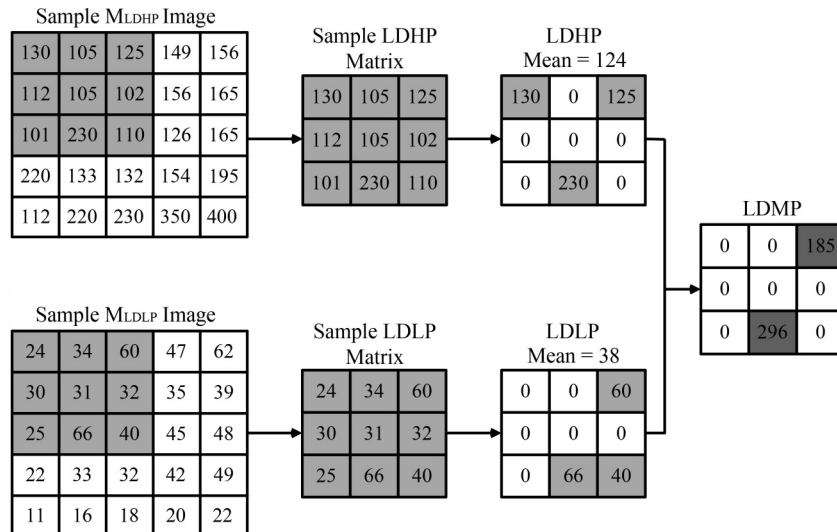 Sample MLDHP Image
130 105 125 149 156
112 105 102 156 165
101 230 110 126 165
220 133 132 154 195
112 220 230 350 400
Sample LDHP
Matrix
130 105 125
112 105 102
101 230 110
LDHP
Mean = 124
130 0 125
0 0 0
0 230 0
Sample MLDLP Image
24 34 60 47 62
30 31 32 35 39
25 66 40 45 48
22 33 32 42 49
11 16 18 20 22
Sample LDLP
Matrix
24 34 60
30 31 32
25 66 40
LDLP
Mean = 38
0 0 60
0 0 0
0 66 40
LDMP
0 0 185
0 0 0
0 296 0